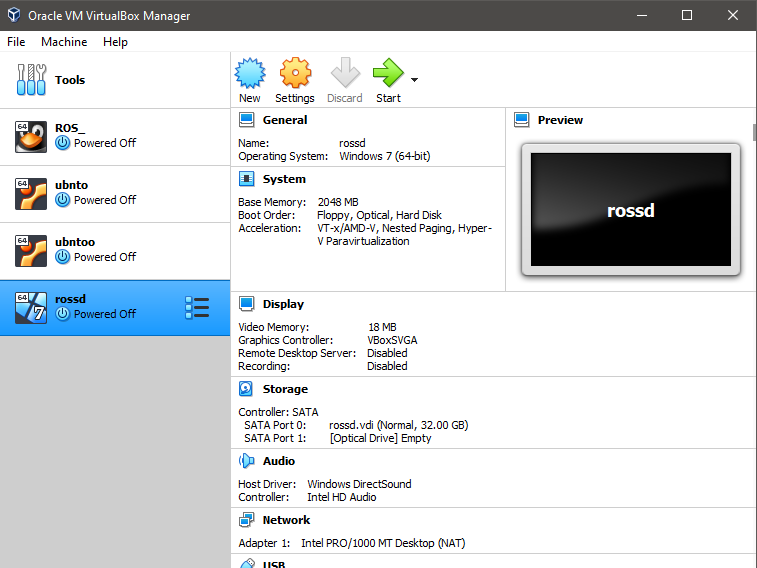 Oracle VM VirtualBox Manager
File Machine Help
Tools
New Settings Discard Start
64 ROS_
Powered Off
64 ubnto
Powered Off
64 ubntoo
Powered Off
64 7 rossd
Powered Off
General
Name: rossd
Operating System: Windows 7 (64-bit)
System
Base Memory: 2048 MB
Boot Order: Floppy, Optical, Hard Disk
Acceleration: VT-x/AMD-V, Nested Paging, Hyper-
V Paravirtualization
Preview
rossd
Display
Video Memory: 18 MB
Graphics Controller: VBoxSVGA
Remote Desktop Server: Disabled
Recording: Disabled
Storage
Controller: SATA
SATA Port 0: rossd.vdi (Normal, 32.00 GB)
SATA Port 1: [Optical Drive] Empty
Audio
Host Driver: Windows DirectSound
Controller: Intel HD Audio
Network
Adapter 1: Intel PRO/1000 MT Desktop (NAT)
USB